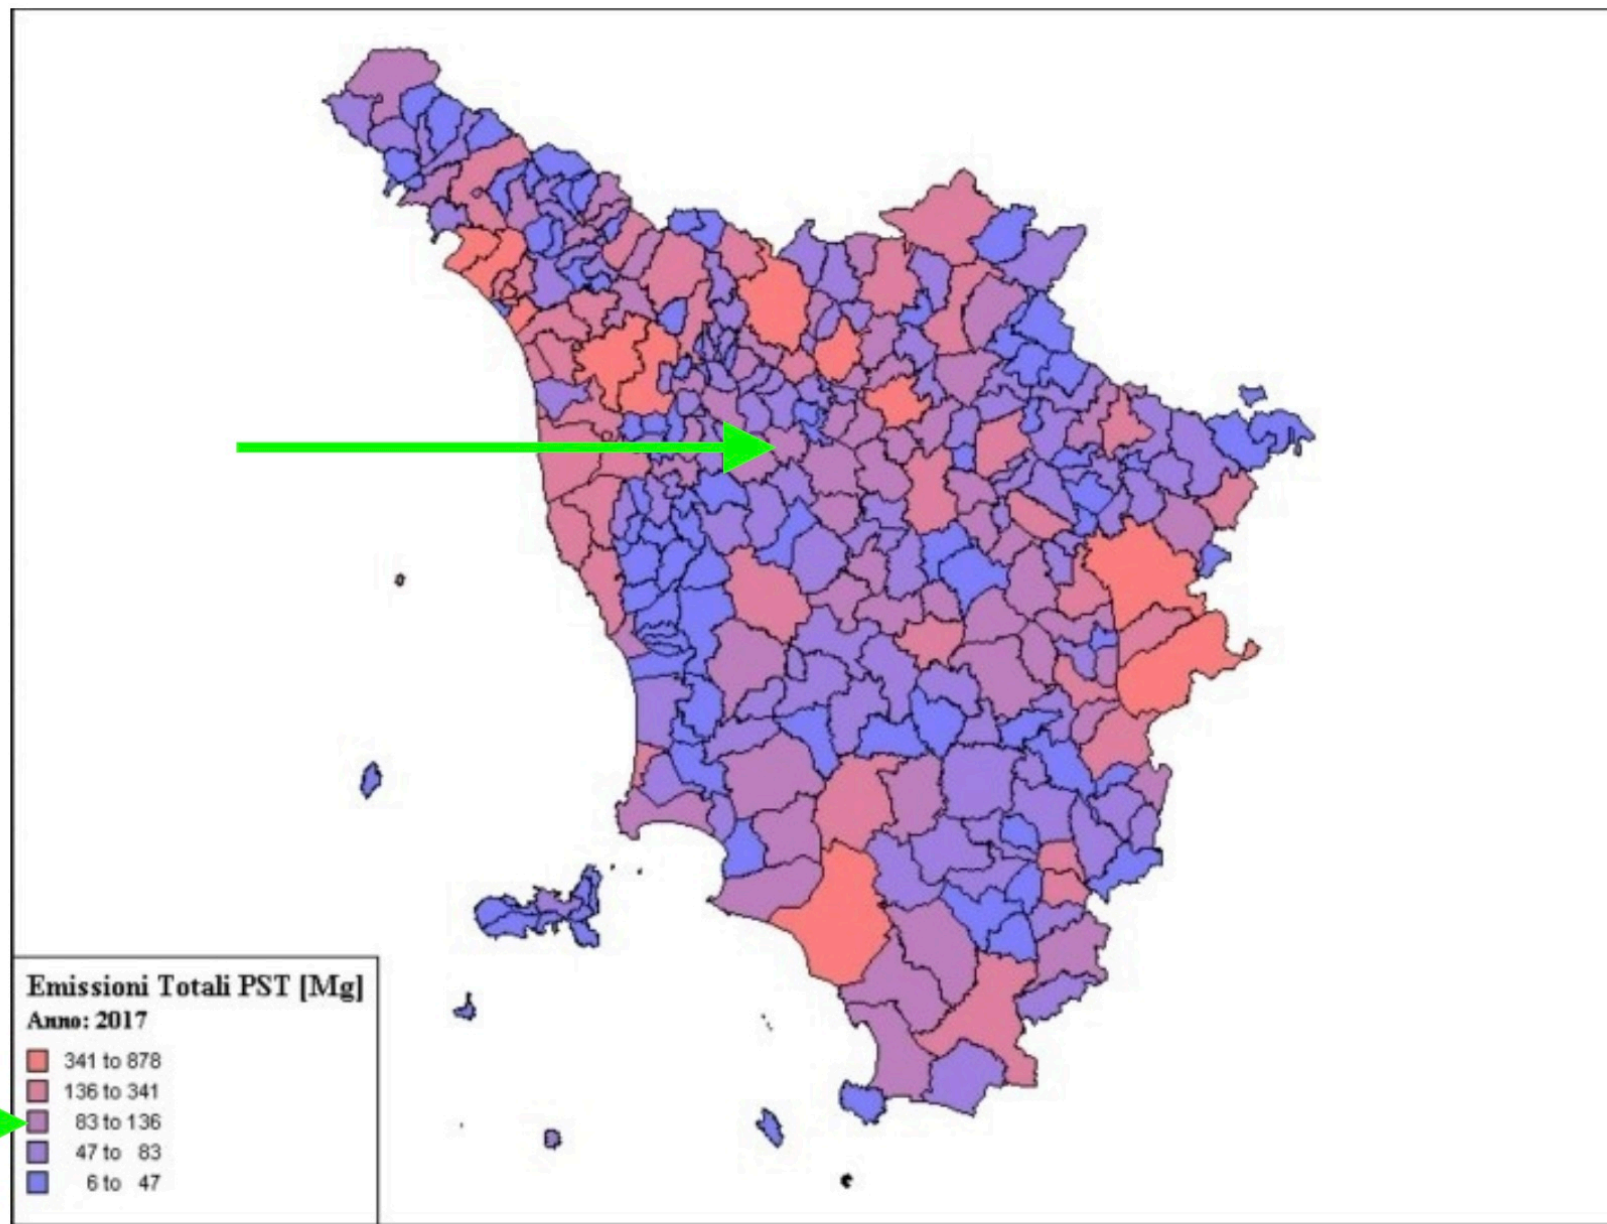 Emissioni Totali PST [Mg]
Anno: 2017
341 to 878
136 to 341
83 to 136
47 to 83
6 to 47